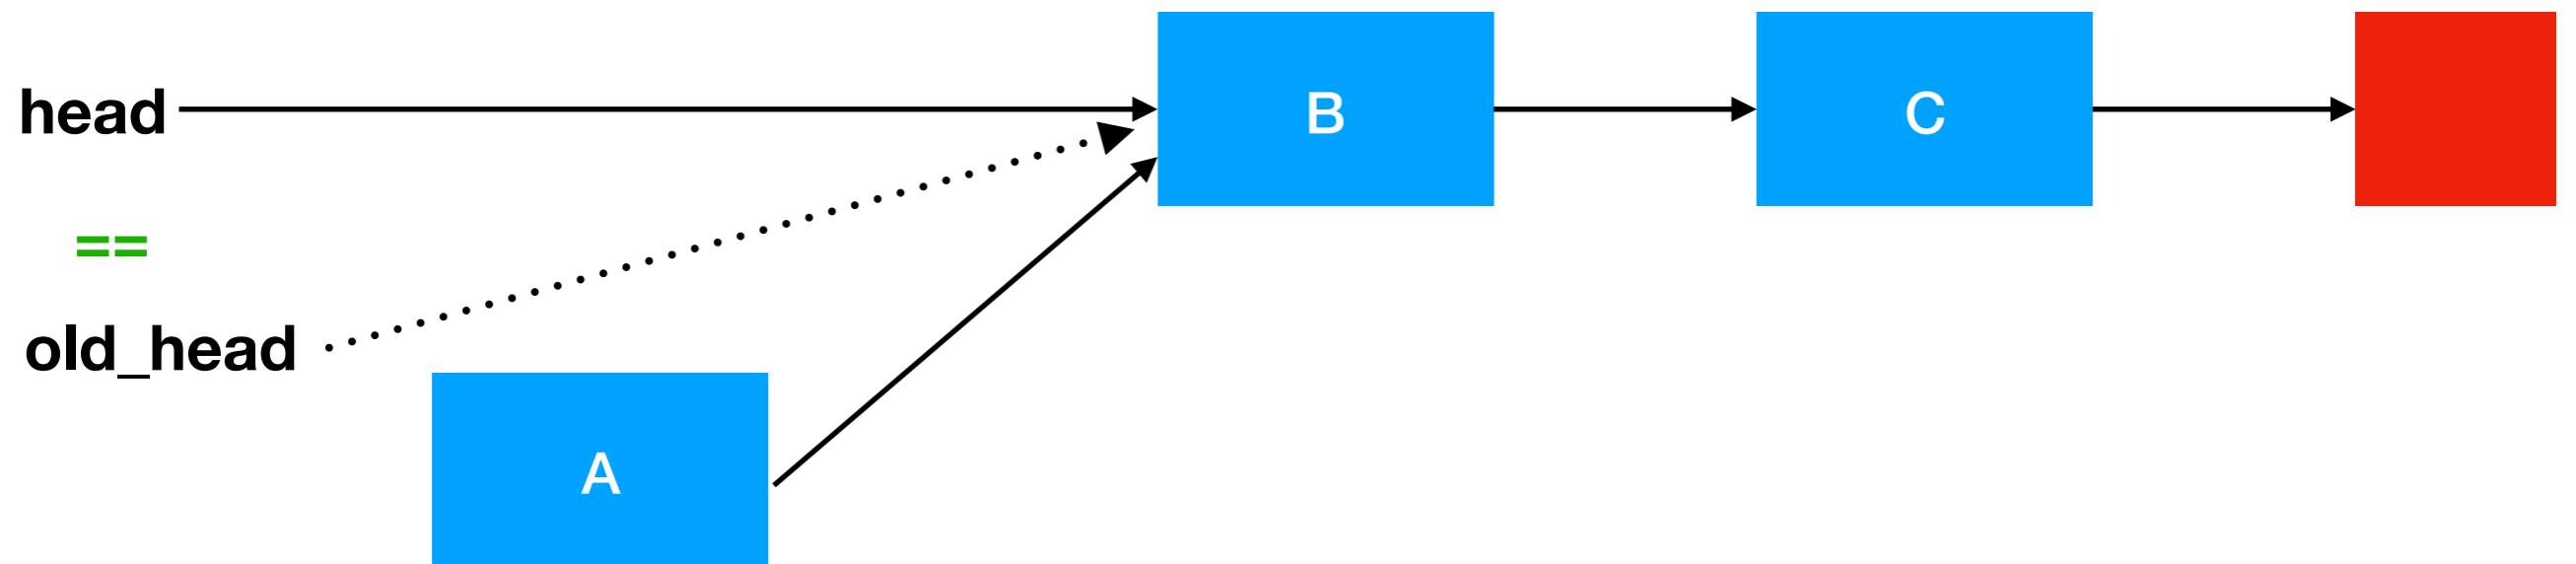 head
B
C
==
old_head
A